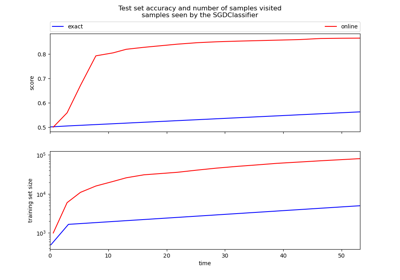 Test set accuracy and number of samples visited
samples seen by the SGDClassifier
exact
online
score
0.8
0.7
0.6
0.5
training set size
10^5
10^4
10^3
0
10
20
30
40
50
time